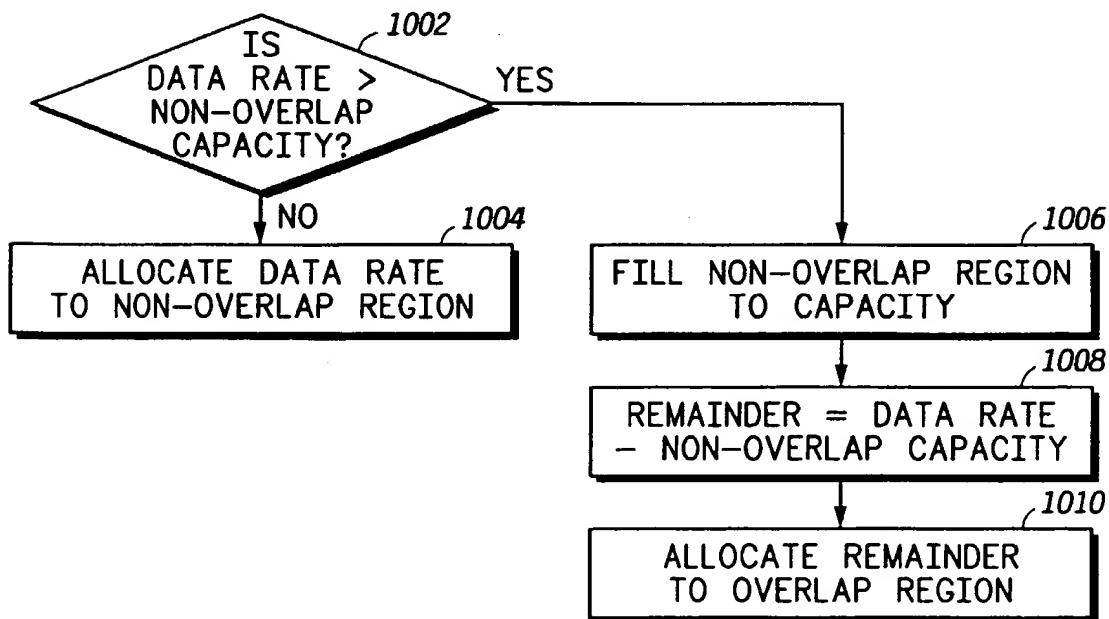 1002
IS
DATA RATE >
NON-OVERLAP
CAPACITY?
YES
NO
1004
ALLOCATE DATA RATE
TO NON-OVERLAP REGION
1006
FILL NON-OVERLAP REGION
TO CAPACITY
1008
REMAINDER = DATA RATE
- NON-OVERLAP CAPACITY
1010
ALLOCATE REMAINDER
TO OVERLAP REGION